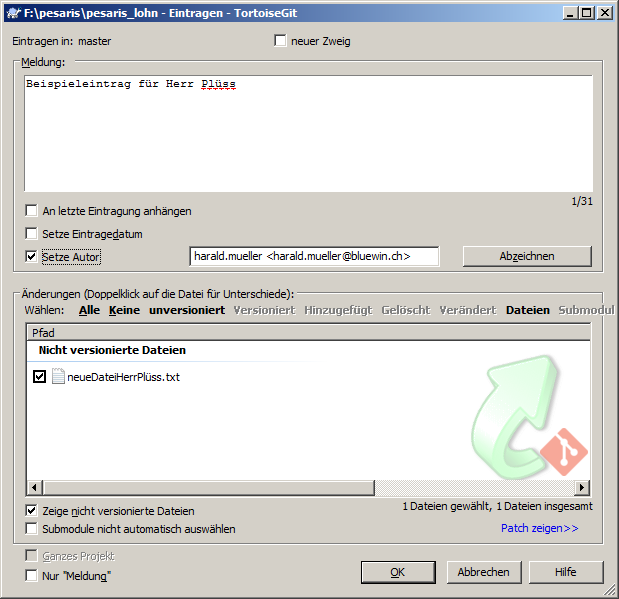 F:\pesaris\pesaris_lohn - Eintragen - TortoiseGit
Eintragen in: master
neuer Zweig
Meldung:
Beispieleintrag für Herr Plüss
1/31
An letzte Eintragung anhängen
Setze Eintragedatum
Setze Autor
harald.mueller <harald.mueller@bluewin.ch>
Abzeichnen
Änderungen (Doppelklick auf die Datei für Unterschiede):
Wählen: Alle Keine unversioniert Versioniert Hinzugefügt Gelöscht Verändert Dateien Submodul
Pfad
Nicht versionierte Dateien
neueDateiHerrPlüss.txt
Zeige nicht versionierte Dateien
1 Dateien gewählt, 1 Dateien insgesamt
Submodule nicht automatisch auswählen
Patch zeigen>>
Ganzes Projekt
Nur "Meldung"
OK
Abbrechen
Hilfe